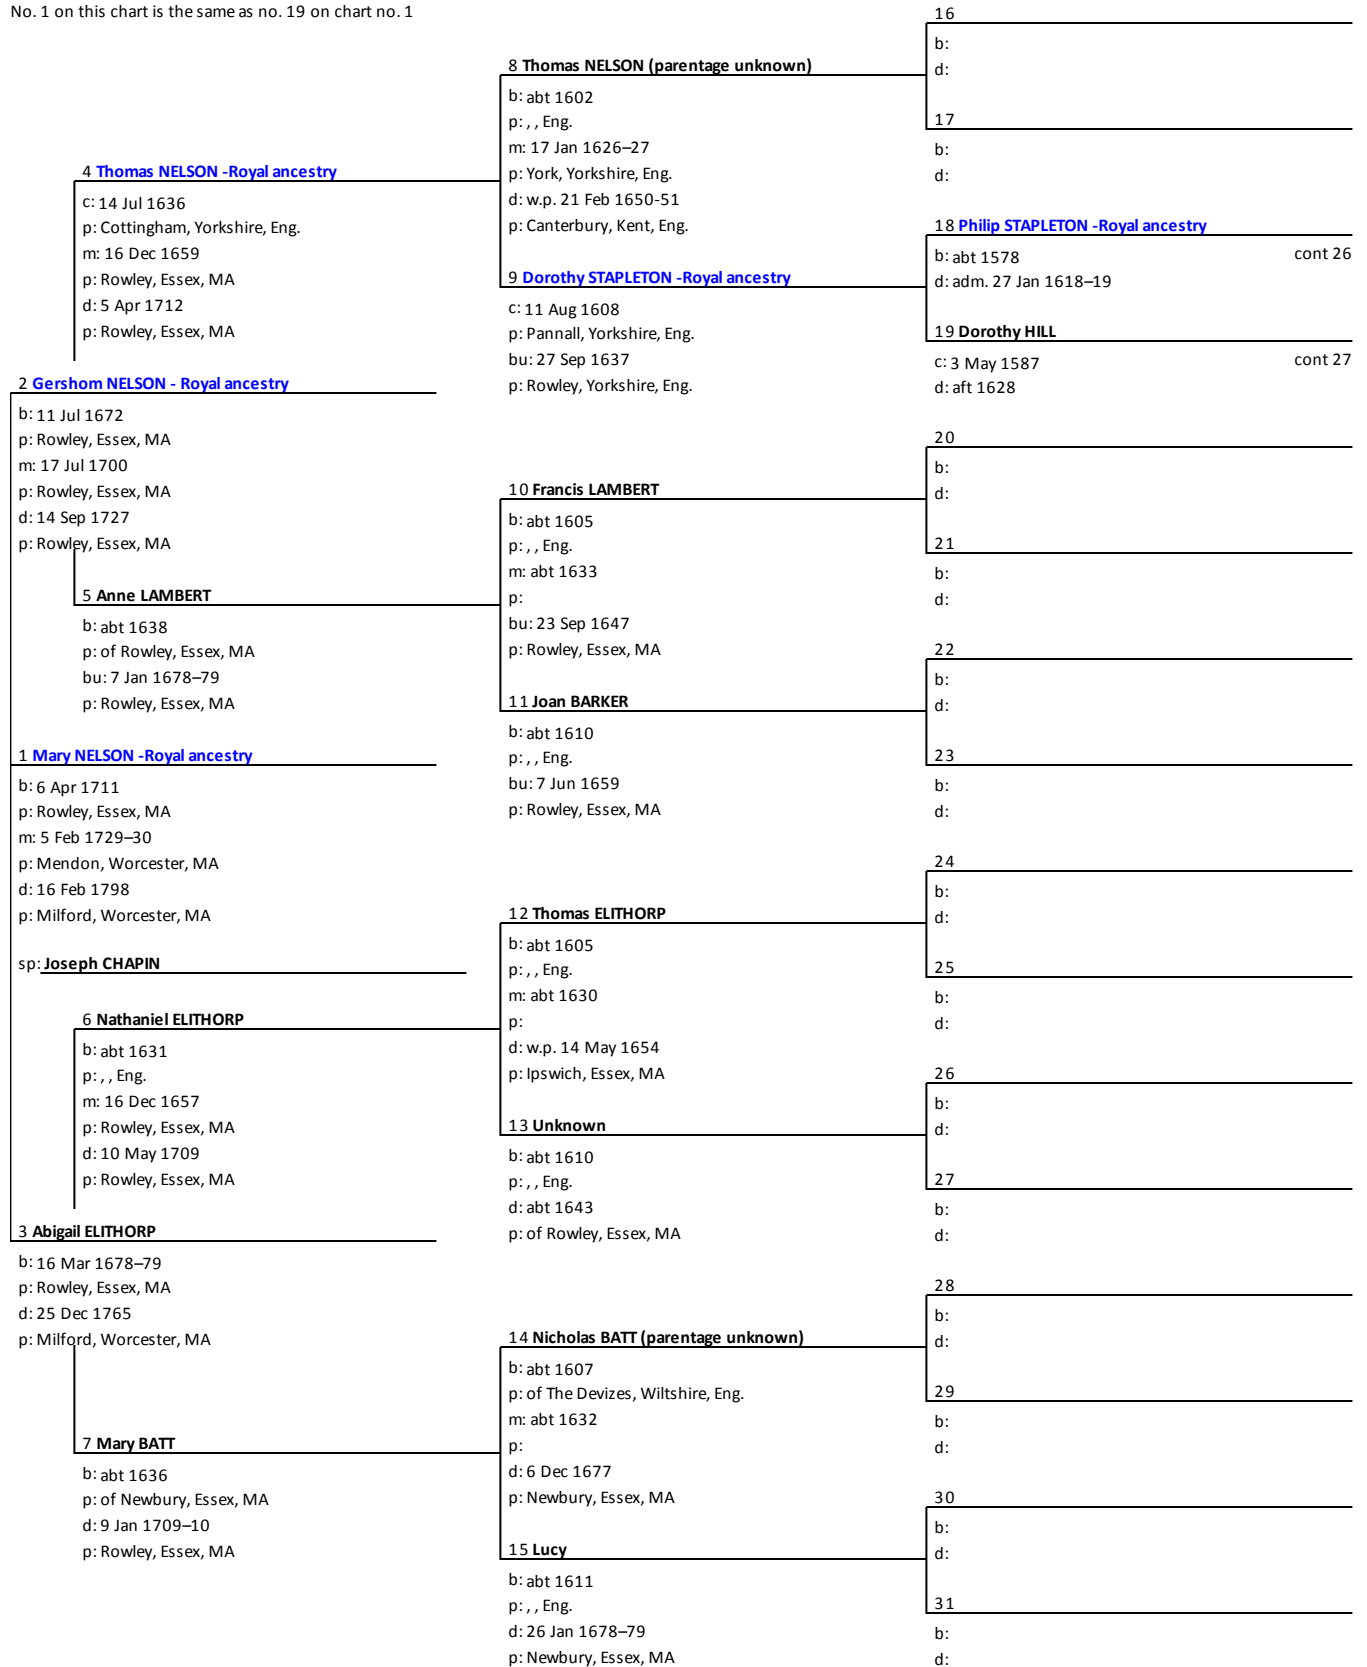 No. 1 on this chart is the same as no. 19 on chart no. 1
2 Gershom NELSON - Royal ancestry
b: 11 Jul 1672
p: Rowley, Essex, MA
m: 17 Jul 1700
p: Rowley, Essex, MA
d: 14 Sep 1727
p: Rowley, Essex, MA
1 Mary NELSON -Royal ancestry
b: 6 Apr 1711
p: Rowley, Essex, MA
m: 5 Feb 1729–30
p: Mendon, Worcester, MA
d: 16 Feb 1798
p: Milford, Worcester, MA
sp: Joseph CHAPIN
3 Abigail ELITHORP
b: 16 Mar 1678–79
p: Rowley, Essex, MA
d: 25 Dec 1765
p: Milford, Worcester, MA
4 Thomas NELSON -Royal ancestry
c: 14 Jul 1636
p: Cottingham, Yorkshire, Eng.
m: 16 Dec 1659
p: Rowley, Essex, MA
d: 5 Apr 1712
p: Rowley, Essex, MA
5 Anne LAMBERT
b: abt 1638
p: of Rowley, Essex, MA
bu: 7 Jan 1678–79
p: Rowley, Essex, MA
6 Nathaniel ELITHORP
b: abt 1631
p: , , Eng.
m: 16 Dec 1657
p: Rowley, Essex, MA
d: 10 May 1709
p: Rowley, Essex, MA
7 Mary BATT
b: abt 1636
p: of Newbury, Essex, MA
d: 9 Jan 1709–10
p: Rowley, Essex, MA
8 Thomas NELSON (parentage unknown)
b: abt 1602
p: , , Eng.
m: 17 Jan 1626–27
p: York, Yorkshire, Eng.
d: w.p. 21 Feb 1650-51
p: Canterbury, Kent, Eng.
9 Dorothy STAPLETON -Royal ancestry
c: 11 Aug 1608
p: Pannall, Yorkshire, Eng.
bu: 27 Sep 1637
p: Rowley, Yorkshire, Eng.
10 Francis LAMBERT
b: abt 1605
p: , , Eng.
m: abt 1633
p:
bu: 23 Sep 1647
p: Rowley, Essex, MA
11 Joan BARKER
b: abt 1610
p: , , Eng.
bu: 7 Jun 1659
p: Rowley, Essex, MA
12 Thomas ELITHORP
b: abt 1605
p: , , Eng.
m: abt 1630
p:
d: w.p. 14 May 1654
p: Ipswich, Essex, MA
13 Unknown
b: abt 1610
p: , , Eng.
d: abt 1643
p: of Rowley, Essex, MA
14 Nicholas BATT (parentage unknown)
b: abt 1607
p: of The Devizes, Wiltshire, Eng.
m: abt 1632
p:
d: 6 Dec 1677
p: Newbury, Essex, MA
15 Lucy
b: abt 1611
p: , , Eng.
d: 26 Jan 1678–79
p: Newbury, Essex, MA
16
b:
d:
17
b:
d:
18 Philip STAPLETON -Royal ancestry
b: abt 1578 cont 26
d: adm. 27 Jan 1618–19
19 Dorothy HILL
c: 3 May 1587 cont 27
d: aft 1628
20
b:
d:
21
b:
d:
22
b:
d:
23
b:
d:
24
b:
d:
25
b:
d:
26
b:
d:
27
b:
d:
28
b:
d:
29
b:
d:
30
b:
d:
31
b:
d: